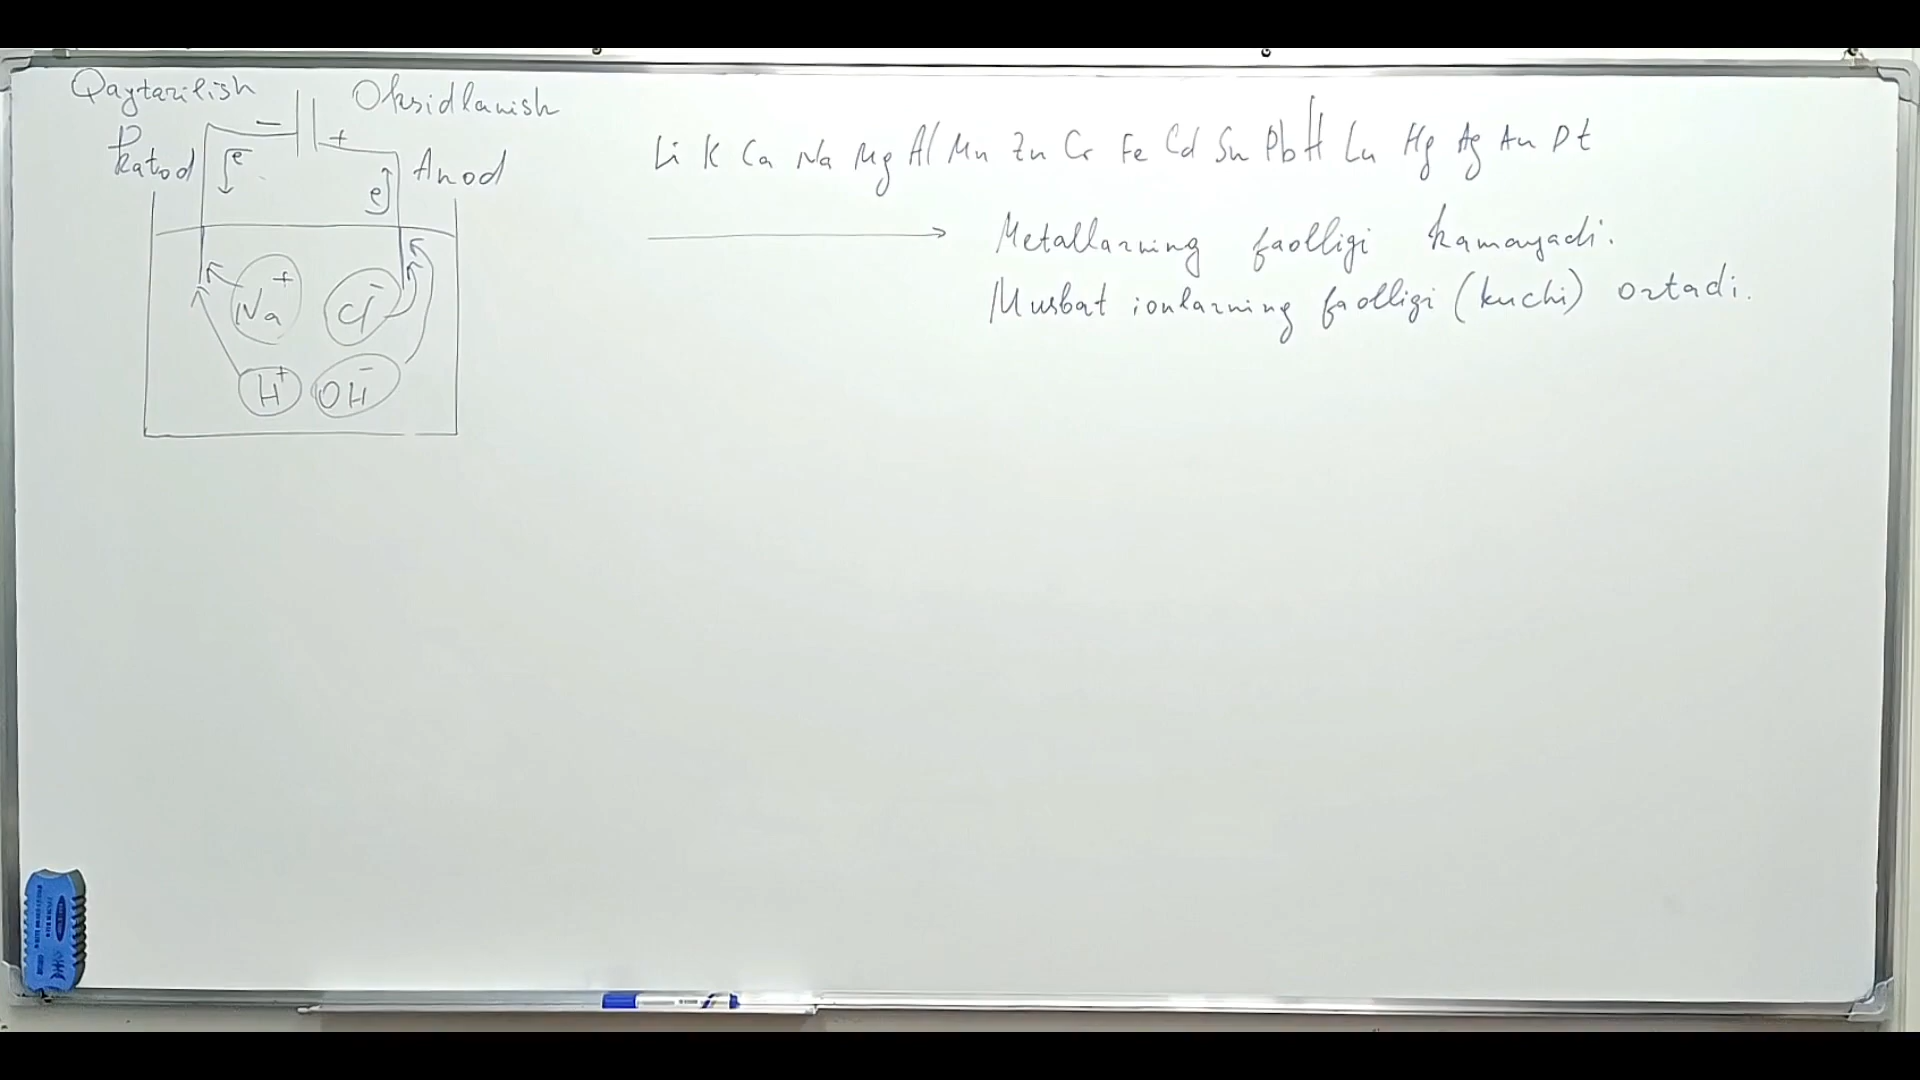 Qaytarilish
Oksidlanish
Katod
Anod
−
+
e
e
Na⁺
Cl⁻
H⁺
OH⁻
Li K Ca Na Mg Al Mn Zn Cr Fe Cd Sn Pb H Cu Hg Ag Au Pt
Metallarning faolligi kamayadi.
Musbat ionlarning faolligi (kuchi) ortadi.